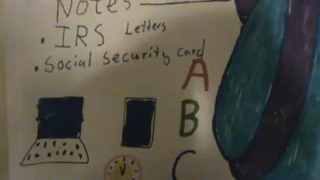 Notes
• IRS Letters
• Social Security Card
A
B
C
V